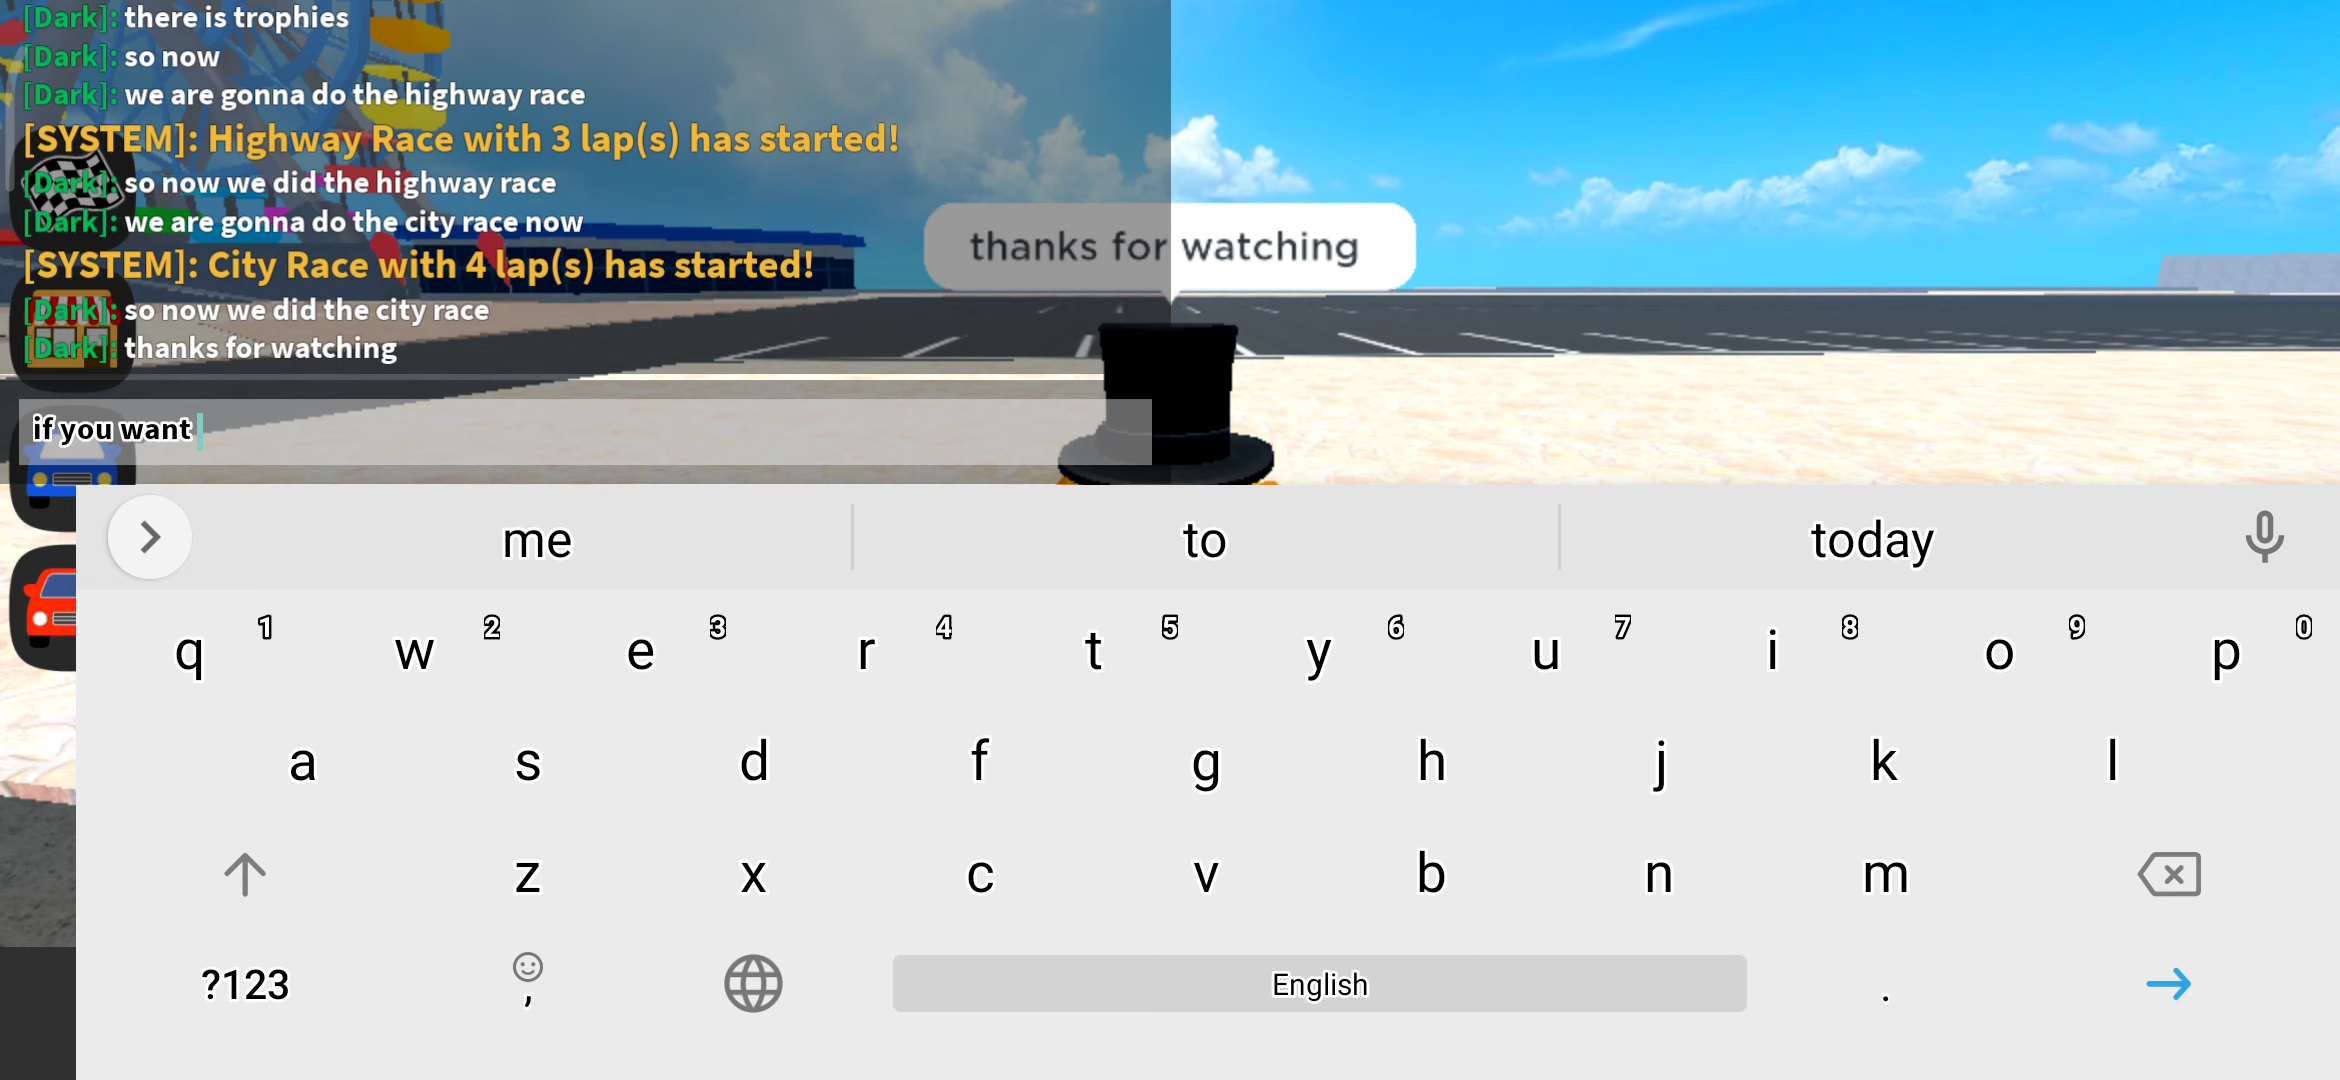 [Dark]: there is trophies
[Dark]: so now
[Dark]: we are gonna do the highway race
[SYSTEM]: Highway Race with 3 lap(s) has started!
[Dark]: so now we did the highway race
[Dark]: we are gonna do the city race now
[SYSTEM]: City Race with 4 lap(s) has started!
[Dark]: so now we did the city race
[Dark]: thanks for watching
thanks for watching
if you want
me to today
q 1 w 2 e 3 r 4 t 5 y 6 u 7 i 8 o 9 p 0
a s d f g h j k l
z x c v b n m
?123 , English .